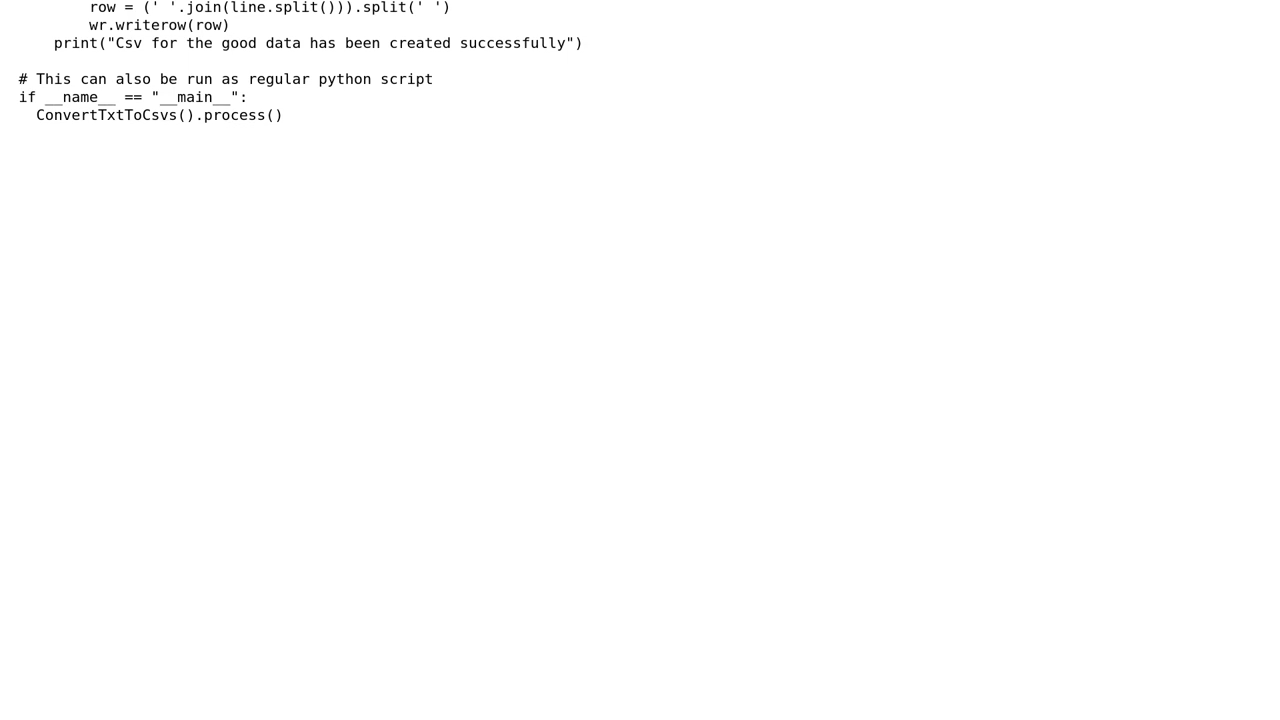 row = (' '.join(line.split())).split(' ')
        wr.writerow(row)
    print("Csv for the good data has been created successfully")

# This can also be run as regular python script
if __name__ == "__main__":
  ConvertTxtToCsvs().process()